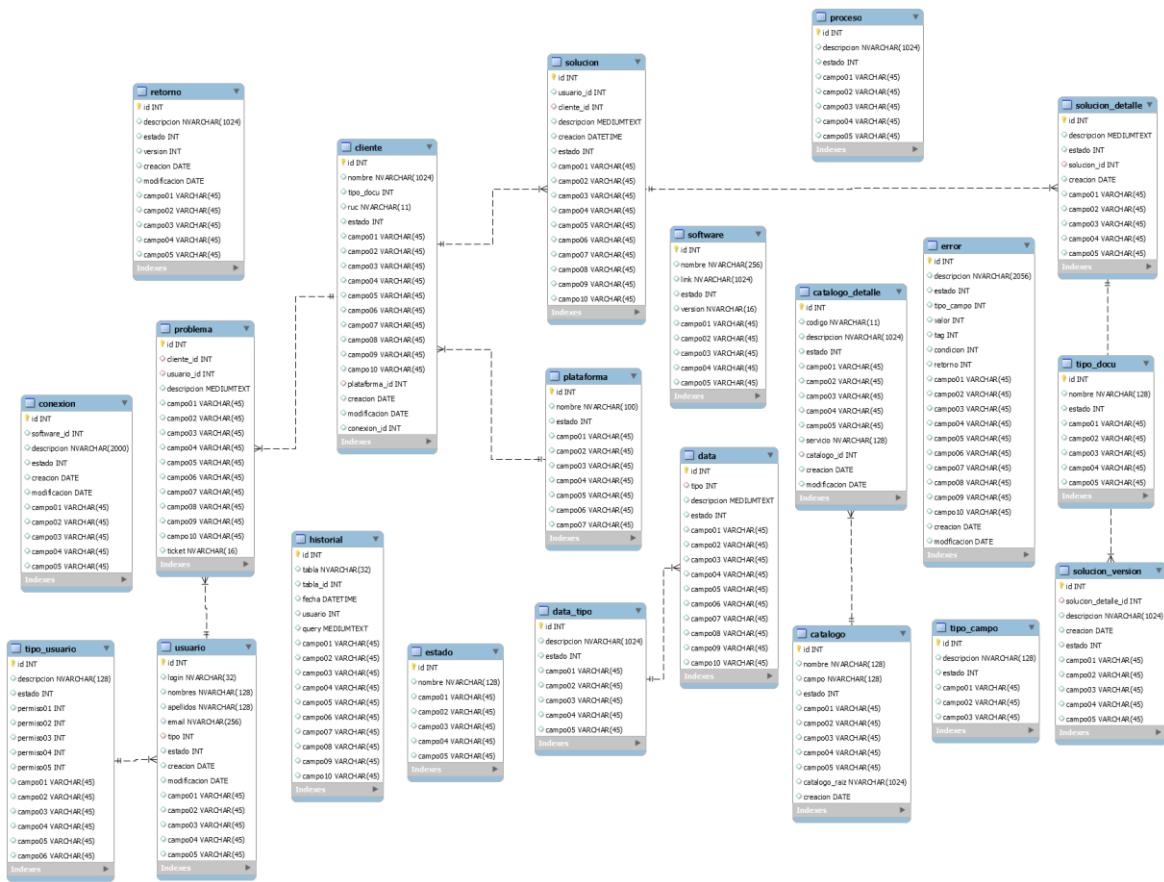 proceso
id INT
descripcion NVARCHAR(1024)
estado INT
campo01 VARCHAR(45)
campo02 VARCHAR(45)
campo03 VARCHAR(45)
campo04 VARCHAR(45)
campo05 VARCHAR(45)
Indexes
solucion
id INT
usuario_id INT
cliente_id INT
descripcion MEDIUMTEXT
creacion DATETIME
estado INT
campo01 VARCHAR(45)
campo02 VARCHAR(45)
campo03 VARCHAR(45)
campo04 VARCHAR(45)
campo05 VARCHAR(45)
campo06 VARCHAR(45)
campo07 VARCHAR(45)
campo08 VARCHAR(45)
campo09 VARCHAR(45)
campo10 VARCHAR(45)
Indexes
retorno
id INT
descripcion NVARCHAR(1024)
estado INT
version INT
creacion DATE
modificacion DATE
campo01 VARCHAR(45)
campo02 VARCHAR(45)
campo03 VARCHAR(45)
campo04 VARCHAR(45)
campo05 VARCHAR(45)
Indexes
solucion_detalle
id INT
descripcion MEDIUMTEXT
estado INT
solucion_id INT
creacion DATE
campo01 VARCHAR(45)
campo02 VARCHAR(45)
campo03 VARCHAR(45)
campo04 VARCHAR(45)
campo05 VARCHAR(45)
Indexes
cliente
id INT
nombre NVARCHAR(1024)
tipo_docu INT
ruc NVARCHAR(11)
estado INT
campo01 VARCHAR(45)
campo02 VARCHAR(45)
campo03 VARCHAR(45)
campo04 VARCHAR(45)
campo05 VARCHAR(45)
campo06 VARCHAR(45)
campo07 VARCHAR(45)
campo08 VARCHAR(45)
campo09 VARCHAR(45)
campo10 VARCHAR(45)
plataforma_id INT
creacion DATE
modificacion DATE
conexion_id INT
Indexes
software
id INT
nombre NVARCHAR(256)
link NVARCHAR(1024)
estado INT
version NVARCHAR(16)
campo01 VARCHAR(45)
campo02 VARCHAR(45)
campo03 VARCHAR(45)
campo04 VARCHAR(45)
campo05 VARCHAR(45)
Indexes
error
id INT
descripcion NVARCHAR(2056)
estado INT
tipo_campo INT
valor INT
tag INT
condicion INT
retorno INT
campo01 VARCHAR(45)
campo02 VARCHAR(45)
campo03 VARCHAR(45)
campo04 VARCHAR(45)
campo05 VARCHAR(45)
campo06 VARCHAR(45)
campo07 VARCHAR(45)
campo08 VARCHAR(45)
campo09 VARCHAR(45)
campo10 VARCHAR(45)
creacion DATE
modficacion DATE
Indexes
catalogo_detalle
id INT
codigo NVARCHAR(11)
descripcion NVARCHAR(1024)
estado INT
campo01 VARCHAR(45)
campo02 VARCHAR(45)
campo03 VARCHAR(45)
campo04 VARCHAR(45)
campo05 VARCHAR(45)
servicio NVARCHAR(128)
catalogo_id INT
creacion DATE
modificacion DATE
Indexes
problema
id INT
cliente_id INT
usuario_id INT
descripcion MEDIUMTEXT
campo01 VARCHAR(45)
campo02 VARCHAR(45)
campo03 VARCHAR(45)
campo04 VARCHAR(45)
campo05 VARCHAR(45)
campo06 VARCHAR(45)
campo07 VARCHAR(45)
campo08 VARCHAR(45)
campo09 VARCHAR(45)
campo10 VARCHAR(45)
ticket NVARCHAR(16)
Indexes
tipo_docu
id INT
nombre NVARCHAR(128)
estado INT
campo01 VARCHAR(45)
campo02 VARCHAR(45)
campo03 VARCHAR(45)
campo04 VARCHAR(45)
campo05 VARCHAR(45)
Indexes
plataforma
id INT
nombre NVARCHAR(100)
estado INT
campo01 VARCHAR(45)
campo02 VARCHAR(45)
campo03 VARCHAR(45)
campo04 VARCHAR(45)
campo05 VARCHAR(45)
campo06 VARCHAR(45)
campo07 VARCHAR(45)
Indexes
conexion
id INT
software_id INT
descripcion NVARCHAR(2000)
estado INT
creacion DATE
modificacion DATE
campo01 VARCHAR(45)
campo02 VARCHAR(45)
campo03 VARCHAR(45)
campo04 VARCHAR(45)
campo05 VARCHAR(45)
Indexes
data
id INT
tipo INT
descripcion MEDIUMTEXT
estado INT
campo01 VARCHAR(45)
campo02 VARCHAR(45)
campo03 VARCHAR(45)
campo04 VARCHAR(45)
campo05 VARCHAR(45)
campo06 VARCHAR(45)
campo07 VARCHAR(45)
campo08 VARCHAR(45)
campo09 VARCHAR(45)
campo10 VARCHAR(45)
Indexes
historial
id INT
tabla NVARCHAR(32)
tabla_id INT
fecha DATETIME
usuario INT
query MEDIUMTEXT
campo01 VARCHAR(45)
campo02 VARCHAR(45)
campo03 VARCHAR(45)
campo04 VARCHAR(45)
campo05 VARCHAR(45)
campo06 VARCHAR(45)
campo07 VARCHAR(45)
campo08 VARCHAR(45)
campo09 VARCHAR(45)
campo10 VARCHAR(45)
Indexes
solucion_version
id INT
solucion_detalle_id INT
descripcion NVARCHAR(1024)
creacion DATE
estado INT
campo01 VARCHAR(45)
campo02 VARCHAR(45)
campo03 VARCHAR(45)
campo04 VARCHAR(45)
campo05 VARCHAR(45)
Indexes
data_tipo
id INT
descripcion NVARCHAR(1024)
estado INT
campo01 VARCHAR(45)
campo02 VARCHAR(45)
campo03 VARCHAR(45)
campo04 VARCHAR(45)
campo05 VARCHAR(45)
Indexes
tipo_campo
id INT
descripcion NVARCHAR(128)
estado INT
campo01 VARCHAR(45)
campo02 VARCHAR(45)
campo03 VARCHAR(45)
Indexes
catalogo
id INT
nombre NVARCHAR(128)
campo NVARCHAR(128)
estado INT
campo01 VARCHAR(45)
campo02 VARCHAR(45)
campo03 VARCHAR(45)
campo04 VARCHAR(45)
campo05 VARCHAR(45)
catalogo_raiz NVARCHAR(1024)
creacion DATE
Indexes
tipo_usuario
id INT
descripcion NVARCHAR(128)
estado INT
permiso01 INT
permiso02 INT
permiso03 INT
permiso04 INT
permiso05 INT
campo01 VARCHAR(45)
campo02 VARCHAR(45)
campo03 VARCHAR(45)
campo04 VARCHAR(45)
campo05 VARCHAR(45)
campo06 VARCHAR(45)
Indexes
usuario
id INT
login NVARCHAR(32)
nombres NVARCHAR(128)
apellidos NVARCHAR(128)
email NVARCHAR(256)
tipo INT
estado INT
creacion DATE
modificacion DATE
campo01 VARCHAR(45)
campo02 VARCHAR(45)
campo03 VARCHAR(45)
campo04 VARCHAR(45)
campo05 VARCHAR(45)
Indexes
estado
id INT
nombre NVARCHAR(128)
campo01 VARCHAR(45)
campo02 VARCHAR(45)
campo03 VARCHAR(45)
campo04 VARCHAR(45)
campo05 VARCHAR(45)
Indexes